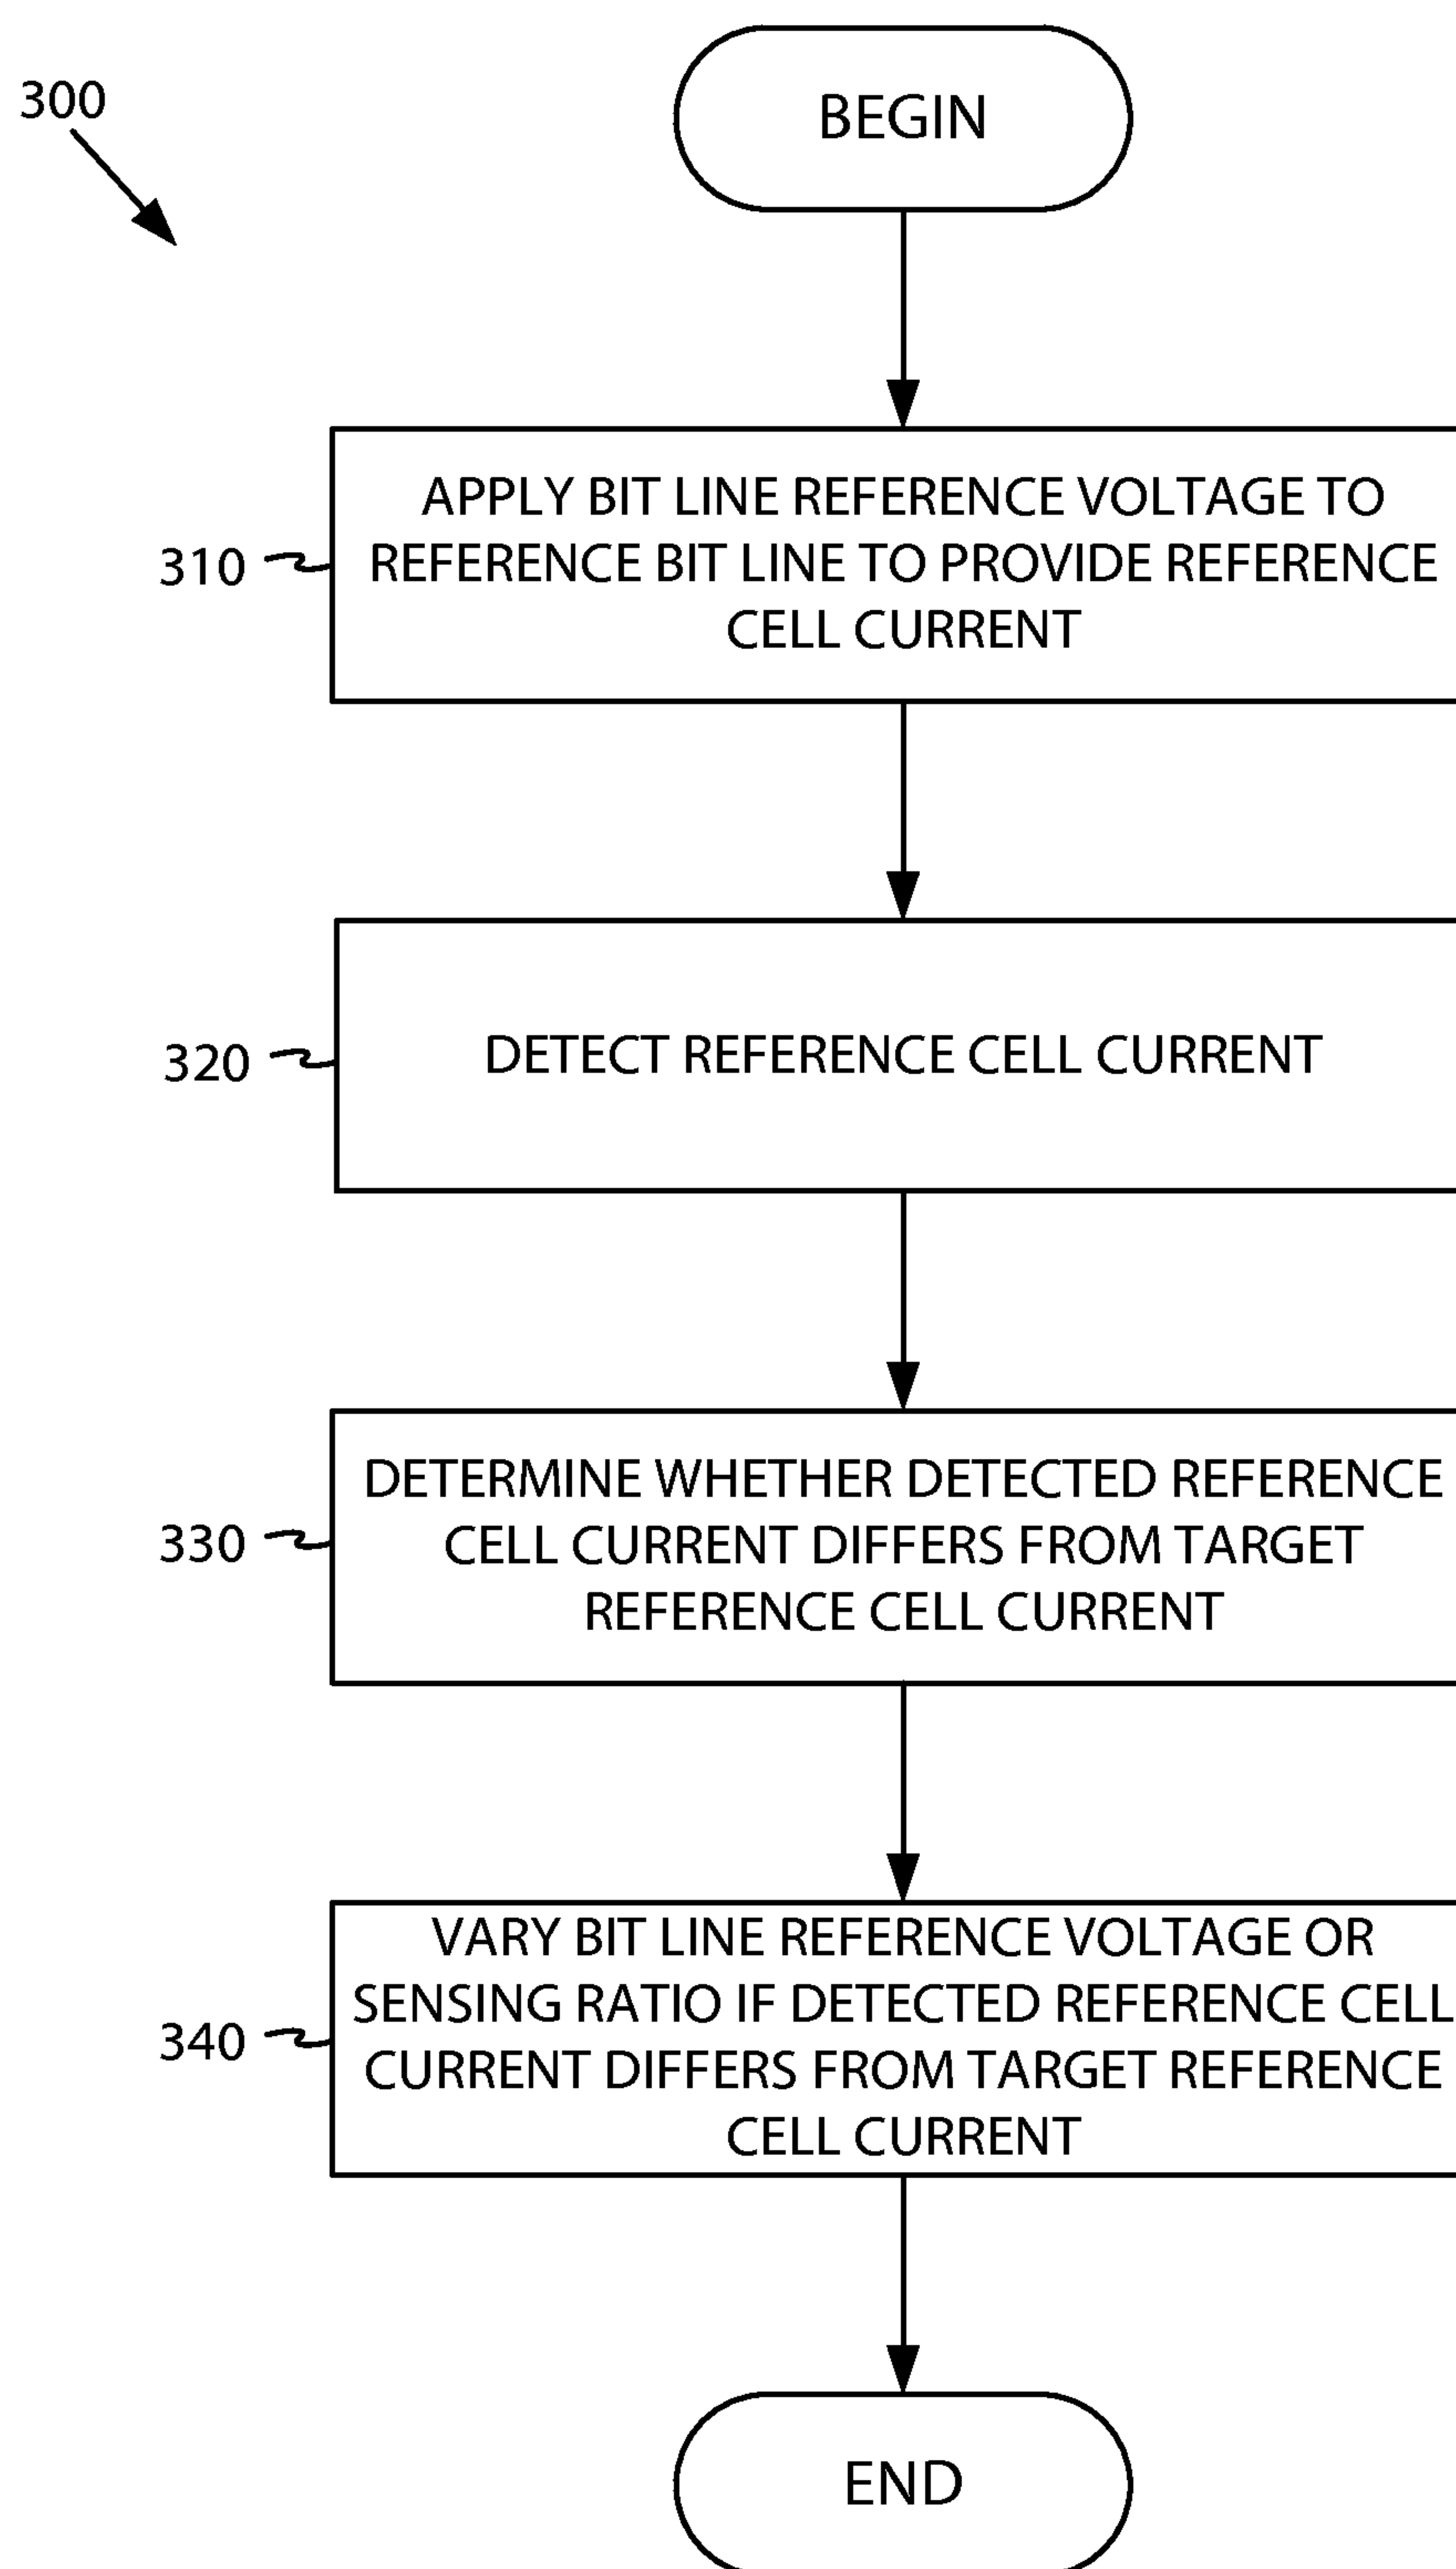 300
BEGIN
310
APPLY BIT LINE REFERENCE VOLTAGE TO
REFERENCE BIT LINE TO PROVIDE REFERENCE
CELL CURRENT
320
DETECT REFERENCE CELL CURRENT
330
DETERMINE WHETHER DETECTED REFERENCE
CELL CURRENT DIFFERS FROM TARGET
REFERENCE CELL CURRENT
340
VARY BIT LINE REFERENCE VOLTAGE OR
SENSING RATIO IF DETECTED REFERENCE CELL
CURRENT DIFFERS FROM TARGET REFERENCE
CELL CURRENT
END